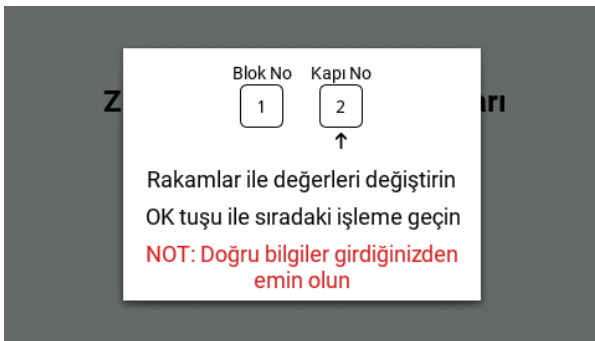 Blok No Kapı No
1 2
Rakamlar ile değerleri değiştirin
OK tuşu ile sıradaki işleme geçin
NOT: Doğru bilgiler girdiğinizden
emin olun